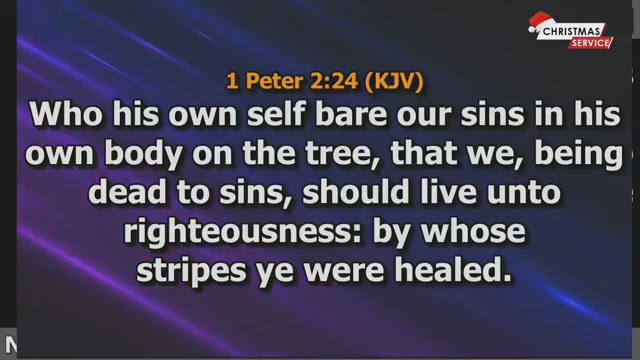 CHRISTMAS
SERVICE
1 Peter 2:24 (KJV)
Who his own self bare our sins in his
own body on the tree, that we, being
dead to sins, should live unto
righteousness: by whose
stripes ye were healed.